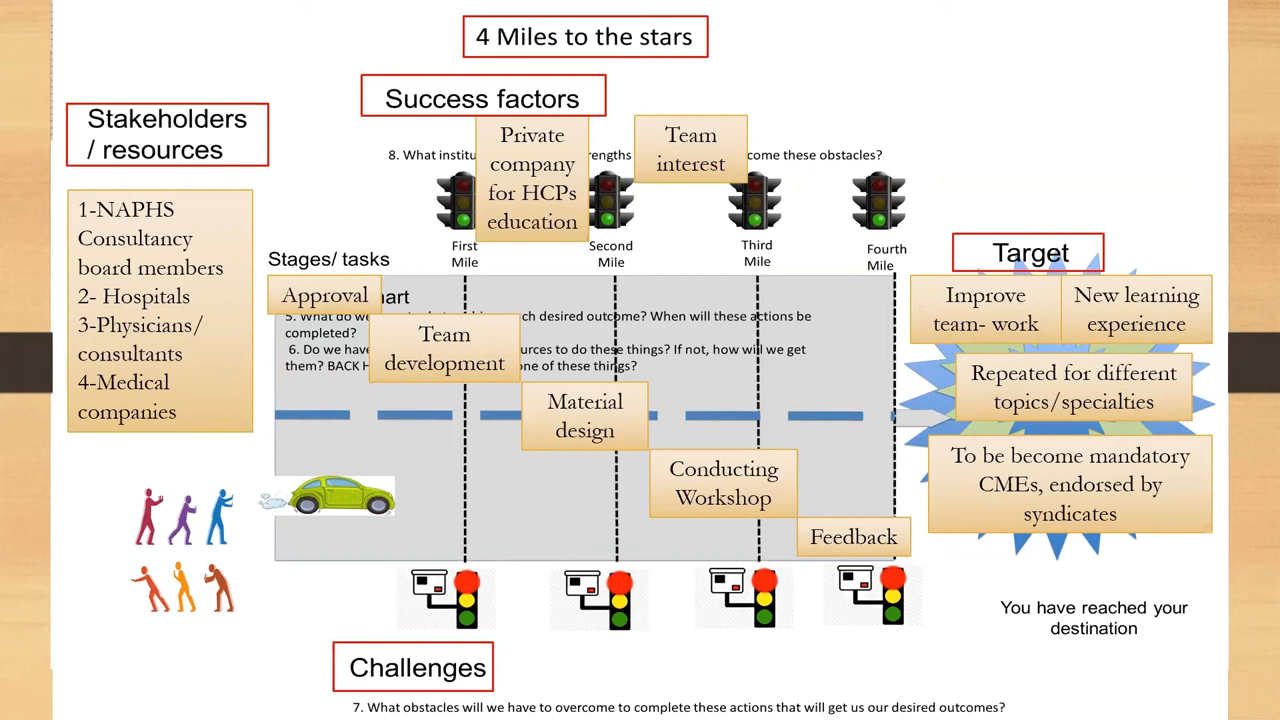 4 Miles to the stars
Success factors
Stakeholders
/ resources
Private
company
for HCPs
education
Team
interest
8. What institu
rengths
come these obstacles?
1-NAPHS
Consultancy
board members
2- Hospitals
3-Physicians/
consultants
4-Medical
companies
First
Mile
Second
Mile
Third
Mile
Fourth
Mile
Stages/ tasks
Target
Approval
Team
development
Material
design
Conducting
Workshop
Feedback
5. What do we
ch desired outcome? When will these actions be
completed?
6. Do we have
ources to do these things? If not, how will we get
them? BACK H
one of these things?
Improve
team- work
New learning
experience
Repeated for different
topics/specialties
To be become mandatory
CMEs, endorsed by
syndicates
You have reached your
destination
Challenges
7. What obstacles will we have to overcome to complete these actions that will get us our desired outcomes?